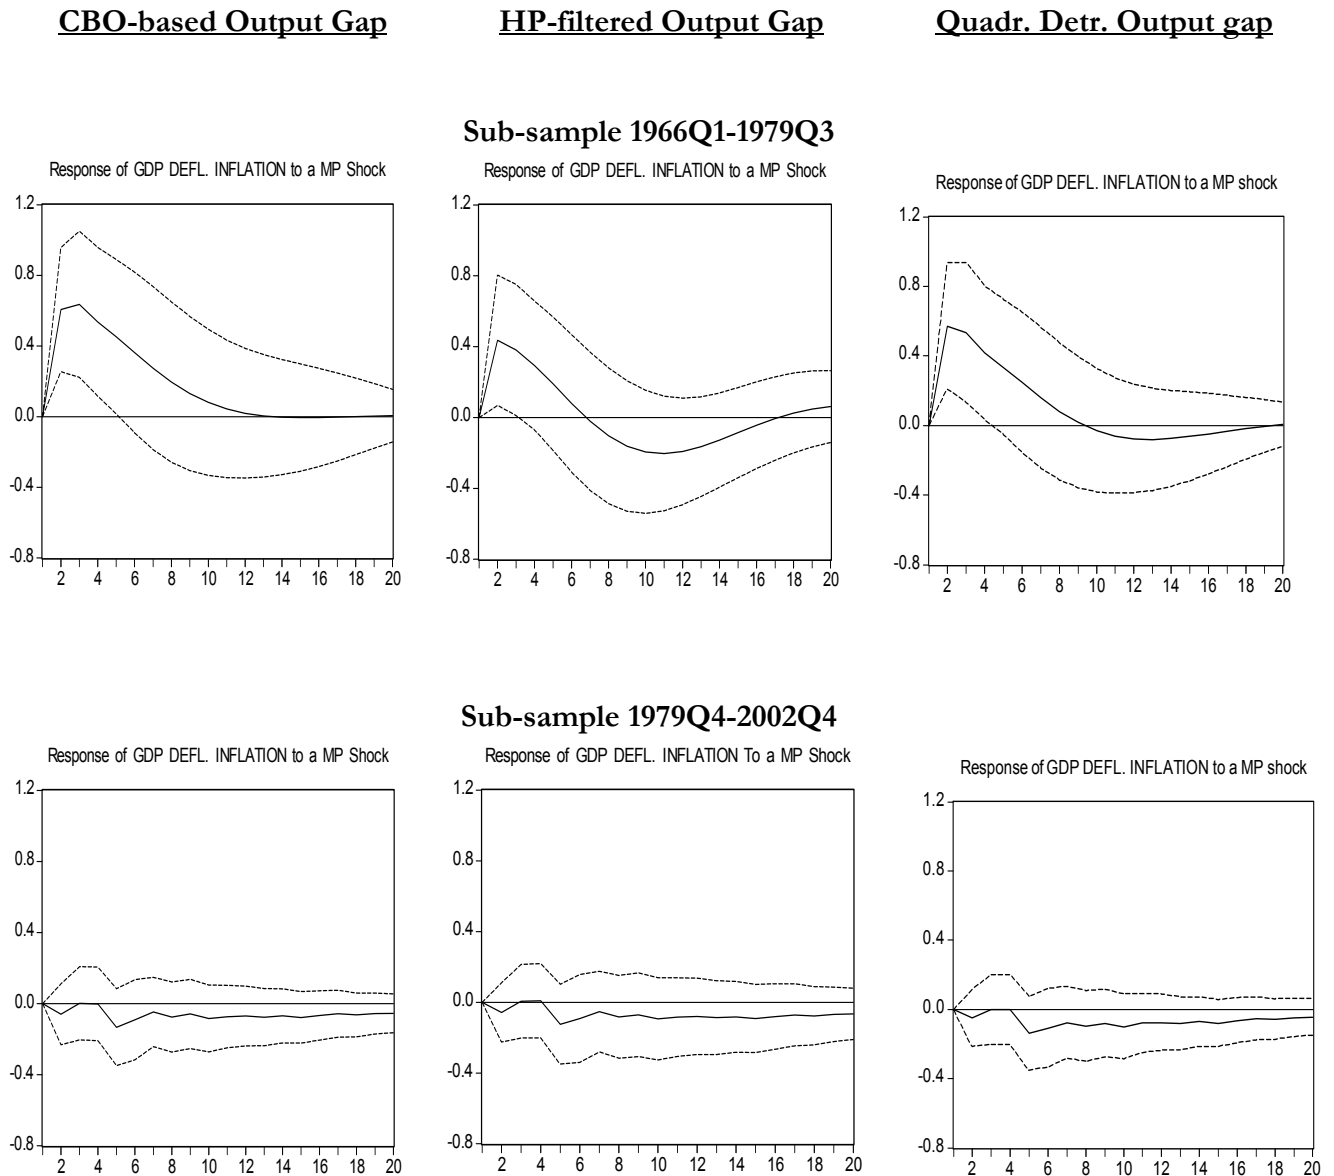 CBO-based Output Gap
HP-filtered Output Gap
Quadr. Detr. Output gap
Sub-sample 1966Q1-1979Q3
Response of GDP DEFL. INFLATION to a MP Shock
1.2
0.8
0.4
0.0
-0.4
-0.8
2 4 6 8 10 12 14 16 18 20
Response of GDP DEFL. INFLATION to a MP Shock
1.2
0.8
0.4
0.0
-0.4
-0.8
2 4 6 8 10 12 14 16 18 20
Response of GDP DEFL. INFLATION to a MP shock
1.2
0.8
0.4
0.0
-0.4
-0.8
2 4 6 8 10 12 14 16 18 20
Sub-sample 1979Q4-2002Q4
Response of GDP DEFL. INFLATION to a MP Shock
1.2
0.8
0.4
0.0
-0.4
-0.8
2 4 6 8 10 12 14 16 18 20
Response of GDP DEFL. INFLATION To a MP Shock
1.2
0.8
0.4
0.0
-0.4
-0.8
2 4 6 8 10 12 14 16 18 20
Response of GDP DEFL. INFLATION to a MP shock
1.2
0.8
0.4
0.0
-0.4
-0.8
2 4 6 8 10 12 14 16 18 20